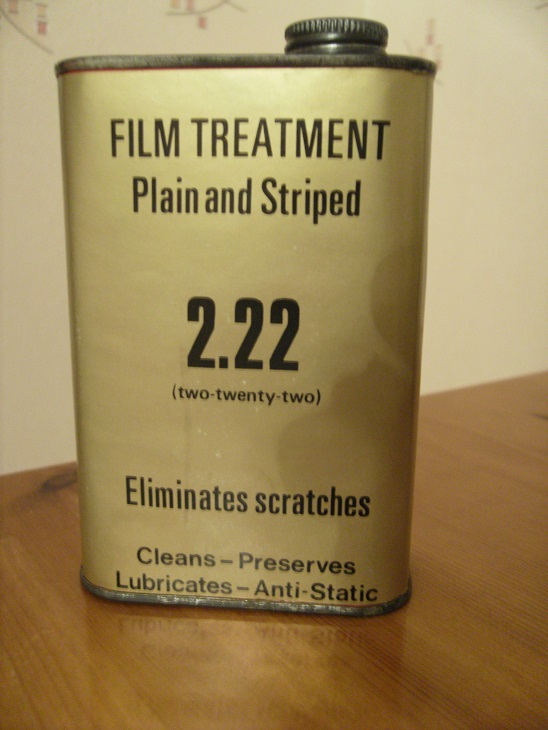 FILM TREATMENT
Plain and Striped
2.22
(two-twenty-two)
Eliminates scratches
Cleans – Preserves
Lubricates – Anti-Static